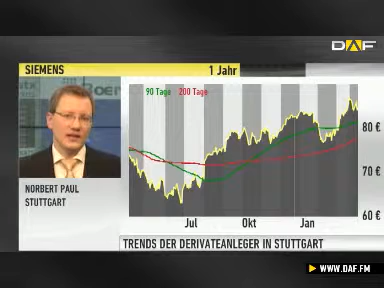 DAF
SIEMENS
1 Jahr
90 Tage 200 Tage
80 €
70 €
60 €
Jul Okt Jan
NORBERT PAUL
STUTTGART
TRENDS DER DERIVATEANLEGER IN STUTTGART
WWW.DAF.FM